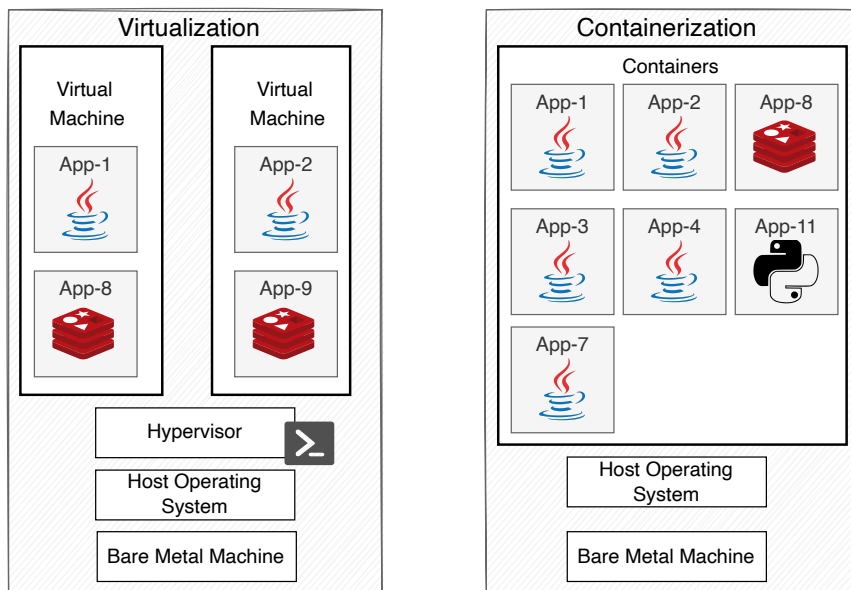 Virtualization
Virtual
Machine
App-1
App-8
Virtual
Machine
App-2
App-9
Hypervisor
Host Operating
System
Bare Metal Machine
Containerization
Containers
App-1
App-2
App-8
App-3
App-4
App-11
App-7
Host Operating
System
Bare Metal Machine